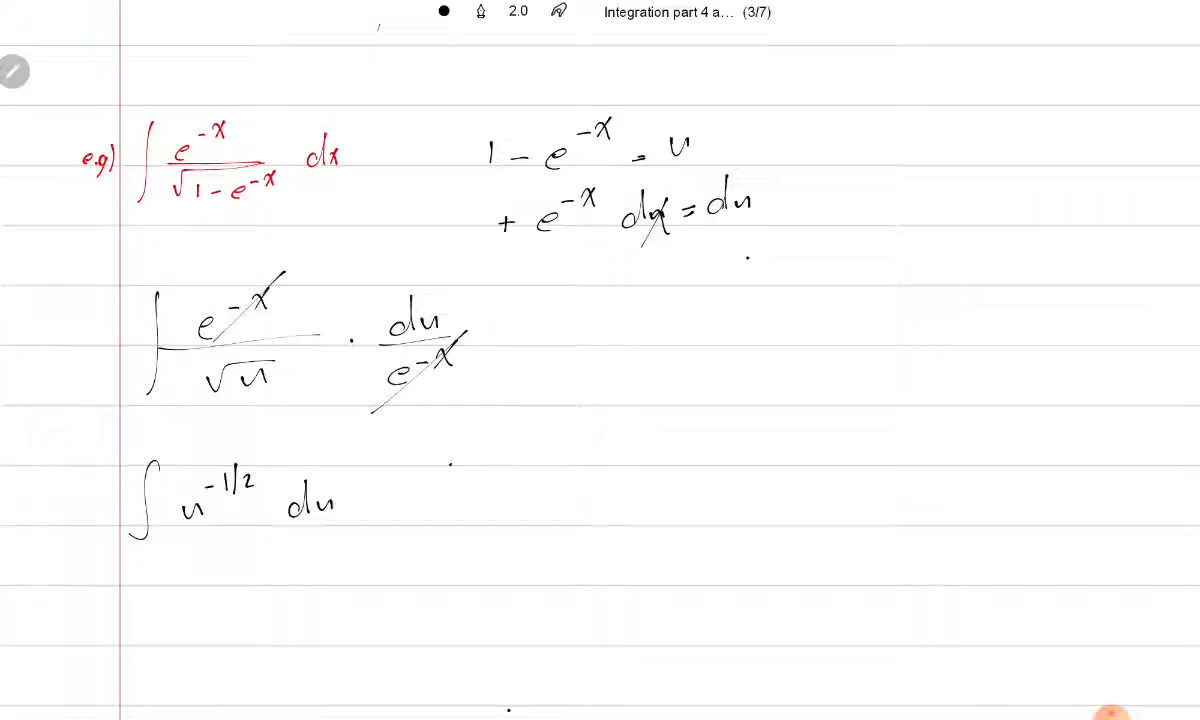 2.0 Integration part 4 a... (3/7)
e.g) ∫ e^{-x} / √(1 - e^{-x}) dx
1 - e^{-x} = u
+ e^{-x} dx = du
∫ e^{-x} / √u · du / e^{-x}
∫ u^{-1/2} du